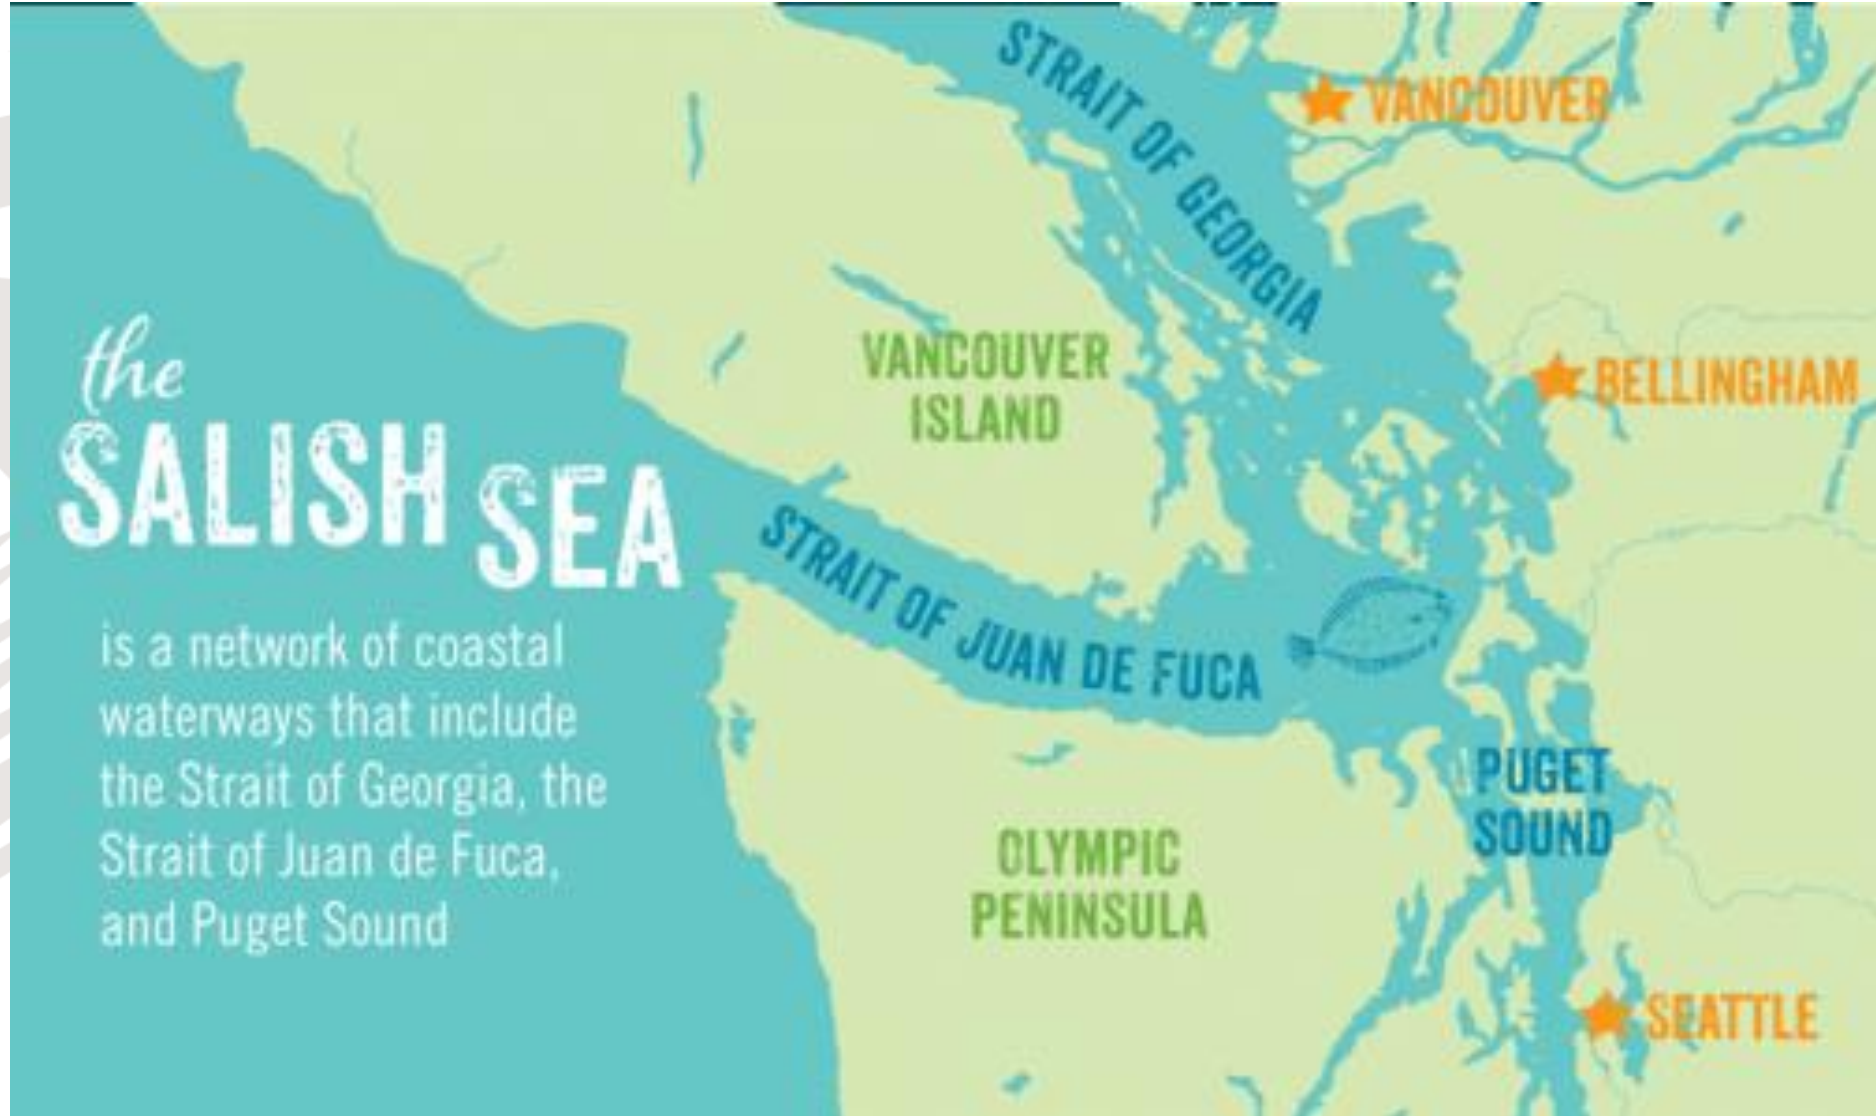 the
SALISH SEA
is a network of coastal
waterways that include
the Strait of Georgia, the
Strait of Juan de Fuca,
and Puget Sound
STRAIT OF GEORGIA
VANCOUVER
BELLINGHAM
VANCOUVER
ISLAND
STRAIT OF JUAN DE FUCA
PUGET
SOUND
OLYMPIC
PENINSULA
SEATTLE